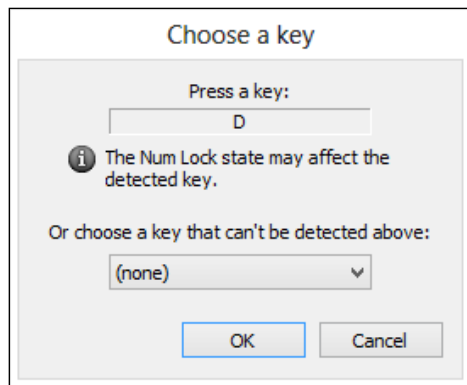 Choose a key
Press a key:
D
The Num Lock state may affect the
detected key.
Or choose a key that can't be detected above:
(none)
OK
Cancel